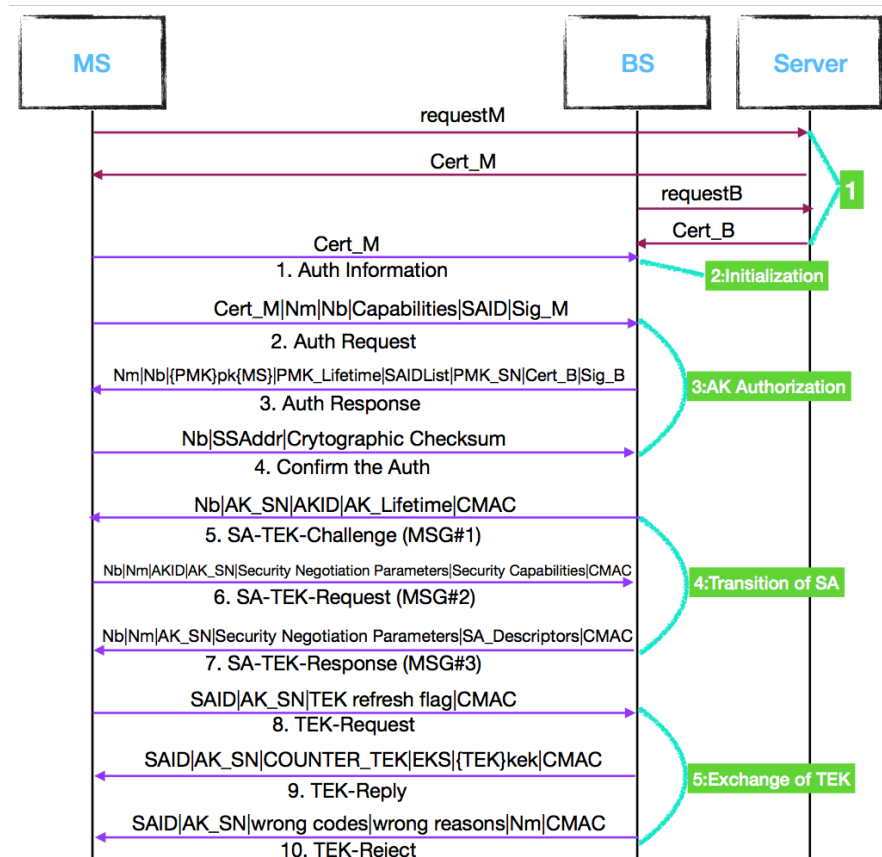 MS
BS
Server
requestM
Cert_M
1
requestB
Cert_B
Cert_M
1. Auth Information
2:Initialization
Cert_M|Nm|Nb|Capabilities|SAID|Sig_M
2. Auth Request
Nm|Nb|{PMK}pk{MS}|PMK_Lifetime|SAIDList|PMK_SN|Cert_B|Sig_B
3:AK Authorization
3. Auth Response
Nb|SSAddr|Crytographic Checksum
4. Confirm the Auth
Nb|AK_SN|AKID|AK_Lifetime|CMAC
5. SA-TEK-Challenge (MSG#1)
Nb|Nm|AKID|AK_SN|Security Negotiation Parameters|Security Capabilities|CMAC
4:Transition of SA
6. SA-TEK-Request (MSG#2)
Nb|Nm|AK_SN|Security Negotiation Parameters|SA_Descriptors|CMAC
7. SA-TEK-Response (MSG#3)
SAID|AK_SN|TEK refresh flag|CMAC
8. TEK-Request
SAID|AK_SN|COUNTER_TEK|EKS|{TEK}kek|CMAC
5:Exchange of TEK
9. TEK-Reply
SAID|AK_SN|wrong codes|wrong reasons|Nm|CMAC
10. TEK-Reject